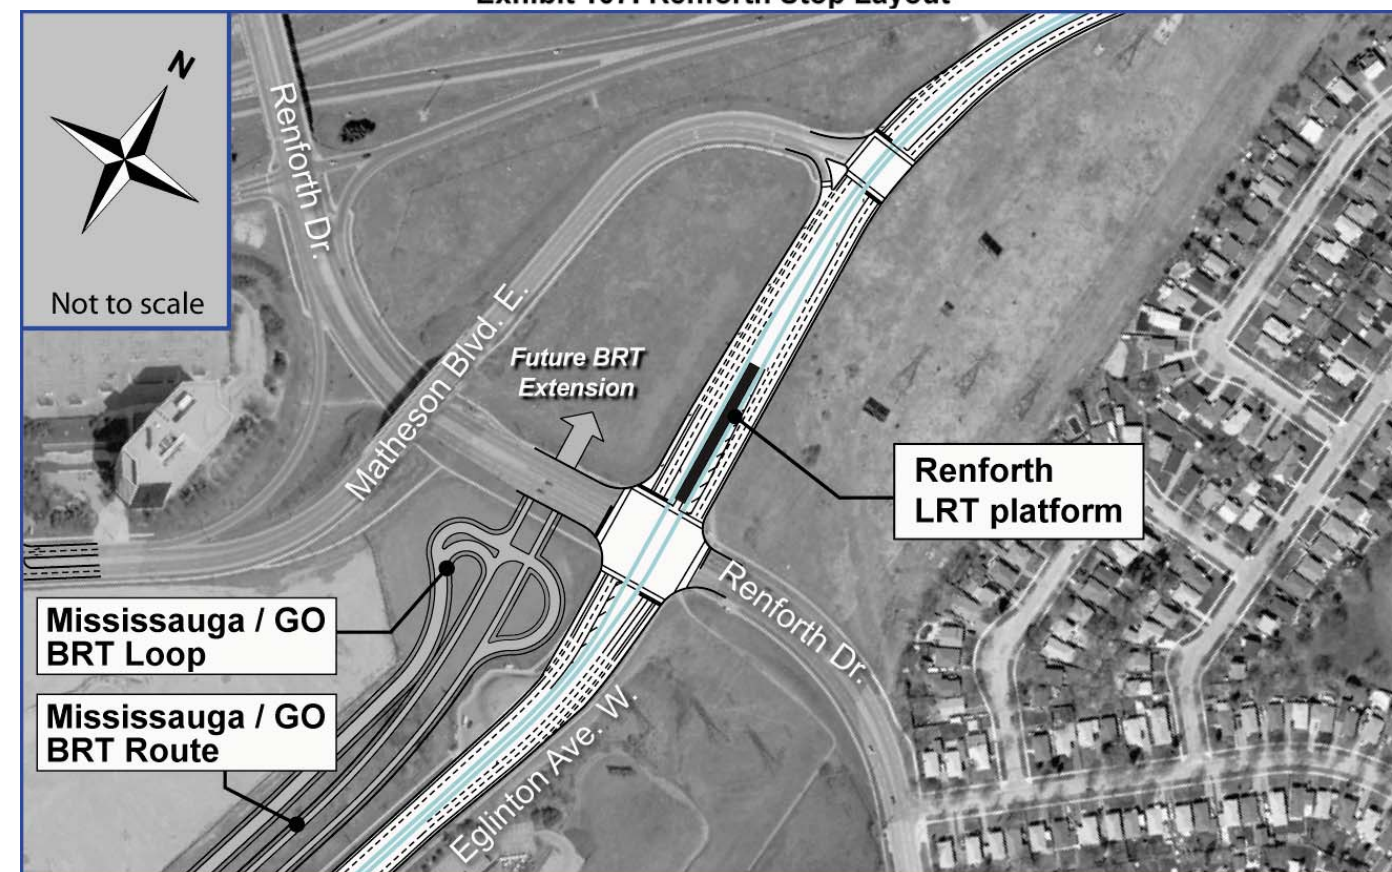 N
Not to scale
Renforth Dr.
Matheson Blvd. E.
Future BRT
Extension
Renforth
LRT platform
Renforth Dr.
Mississauga / GO
BRT Loop
Mississauga / GO
BRT Route
Eglinton Ave. W.